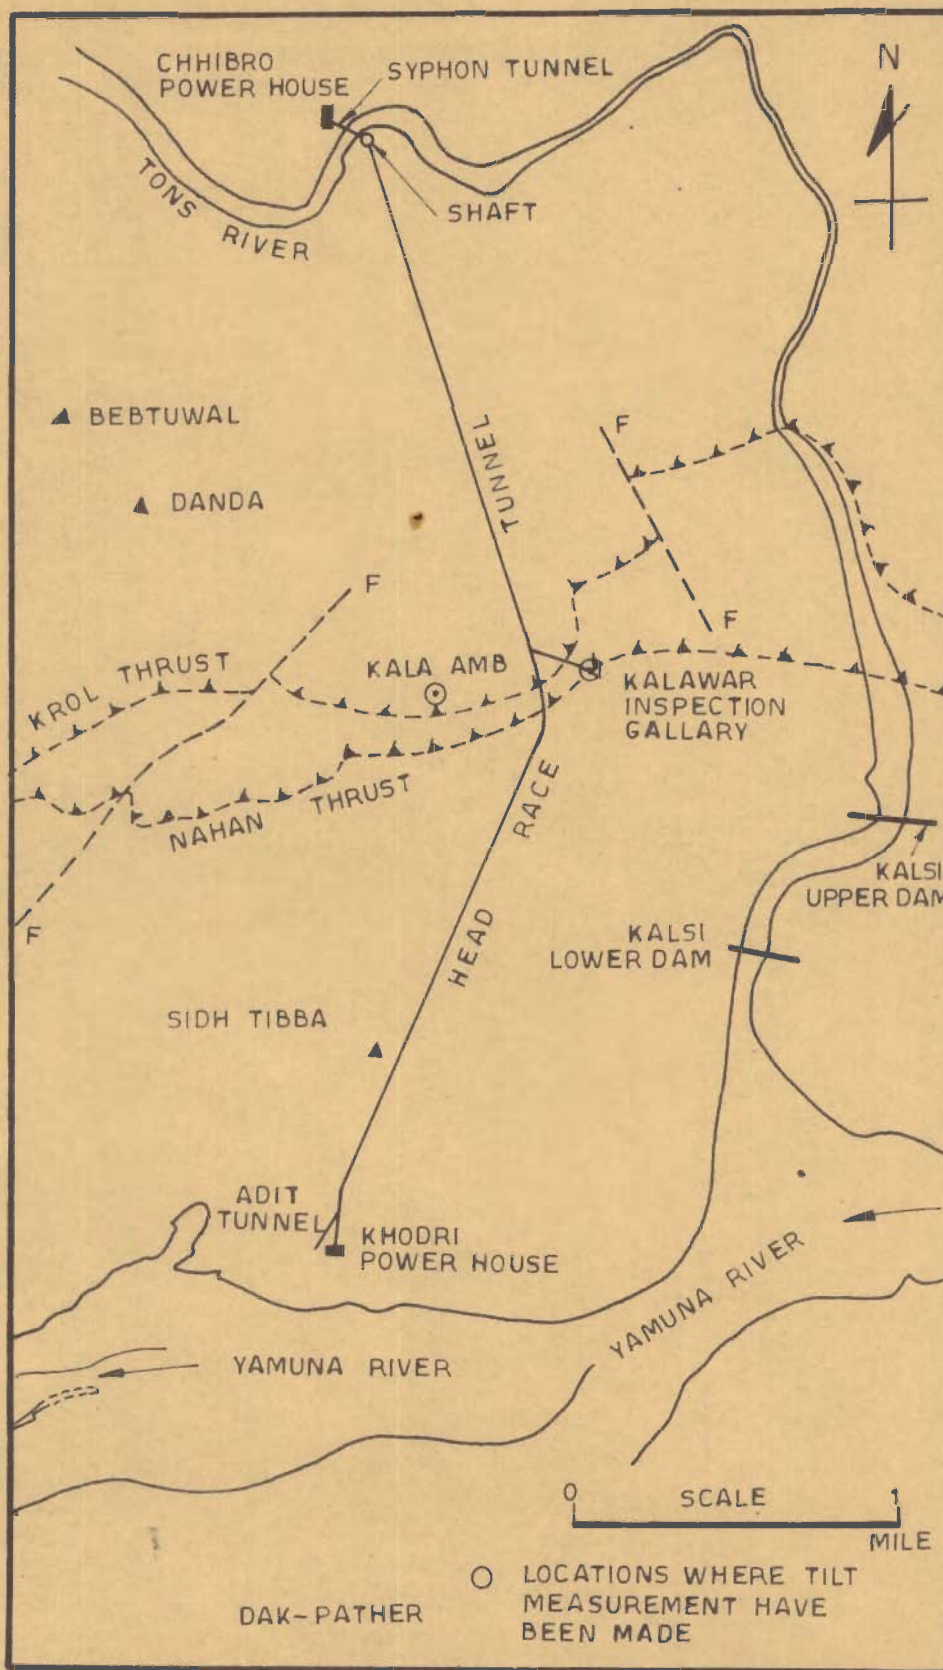 CHHIBRO
POWER HOUSE
SYPHON TUNNEL
N
TONS
RIVER
SHAFT
BEBTUWAL
DANDA
TUNNEL
F
F
F
KROL THRUST
KALA AMB
KALAWAR
INSPECTION
GALLARY
NAHAN THRUST
RACE
F
KALSI
UPPER DAM
KALSI
LOWER DAM
HEAD
SIDH TIBBA
ADIT
TUNNEL
KHODRI
POWER HOUSE
YAMUNA RIVER
YAMUNA RIVER
0 SCALE 1
MILE
LOCATIONS WHERE TILT
MEASUREMENT HAVE
BEEN MADE
DAK-PATHER